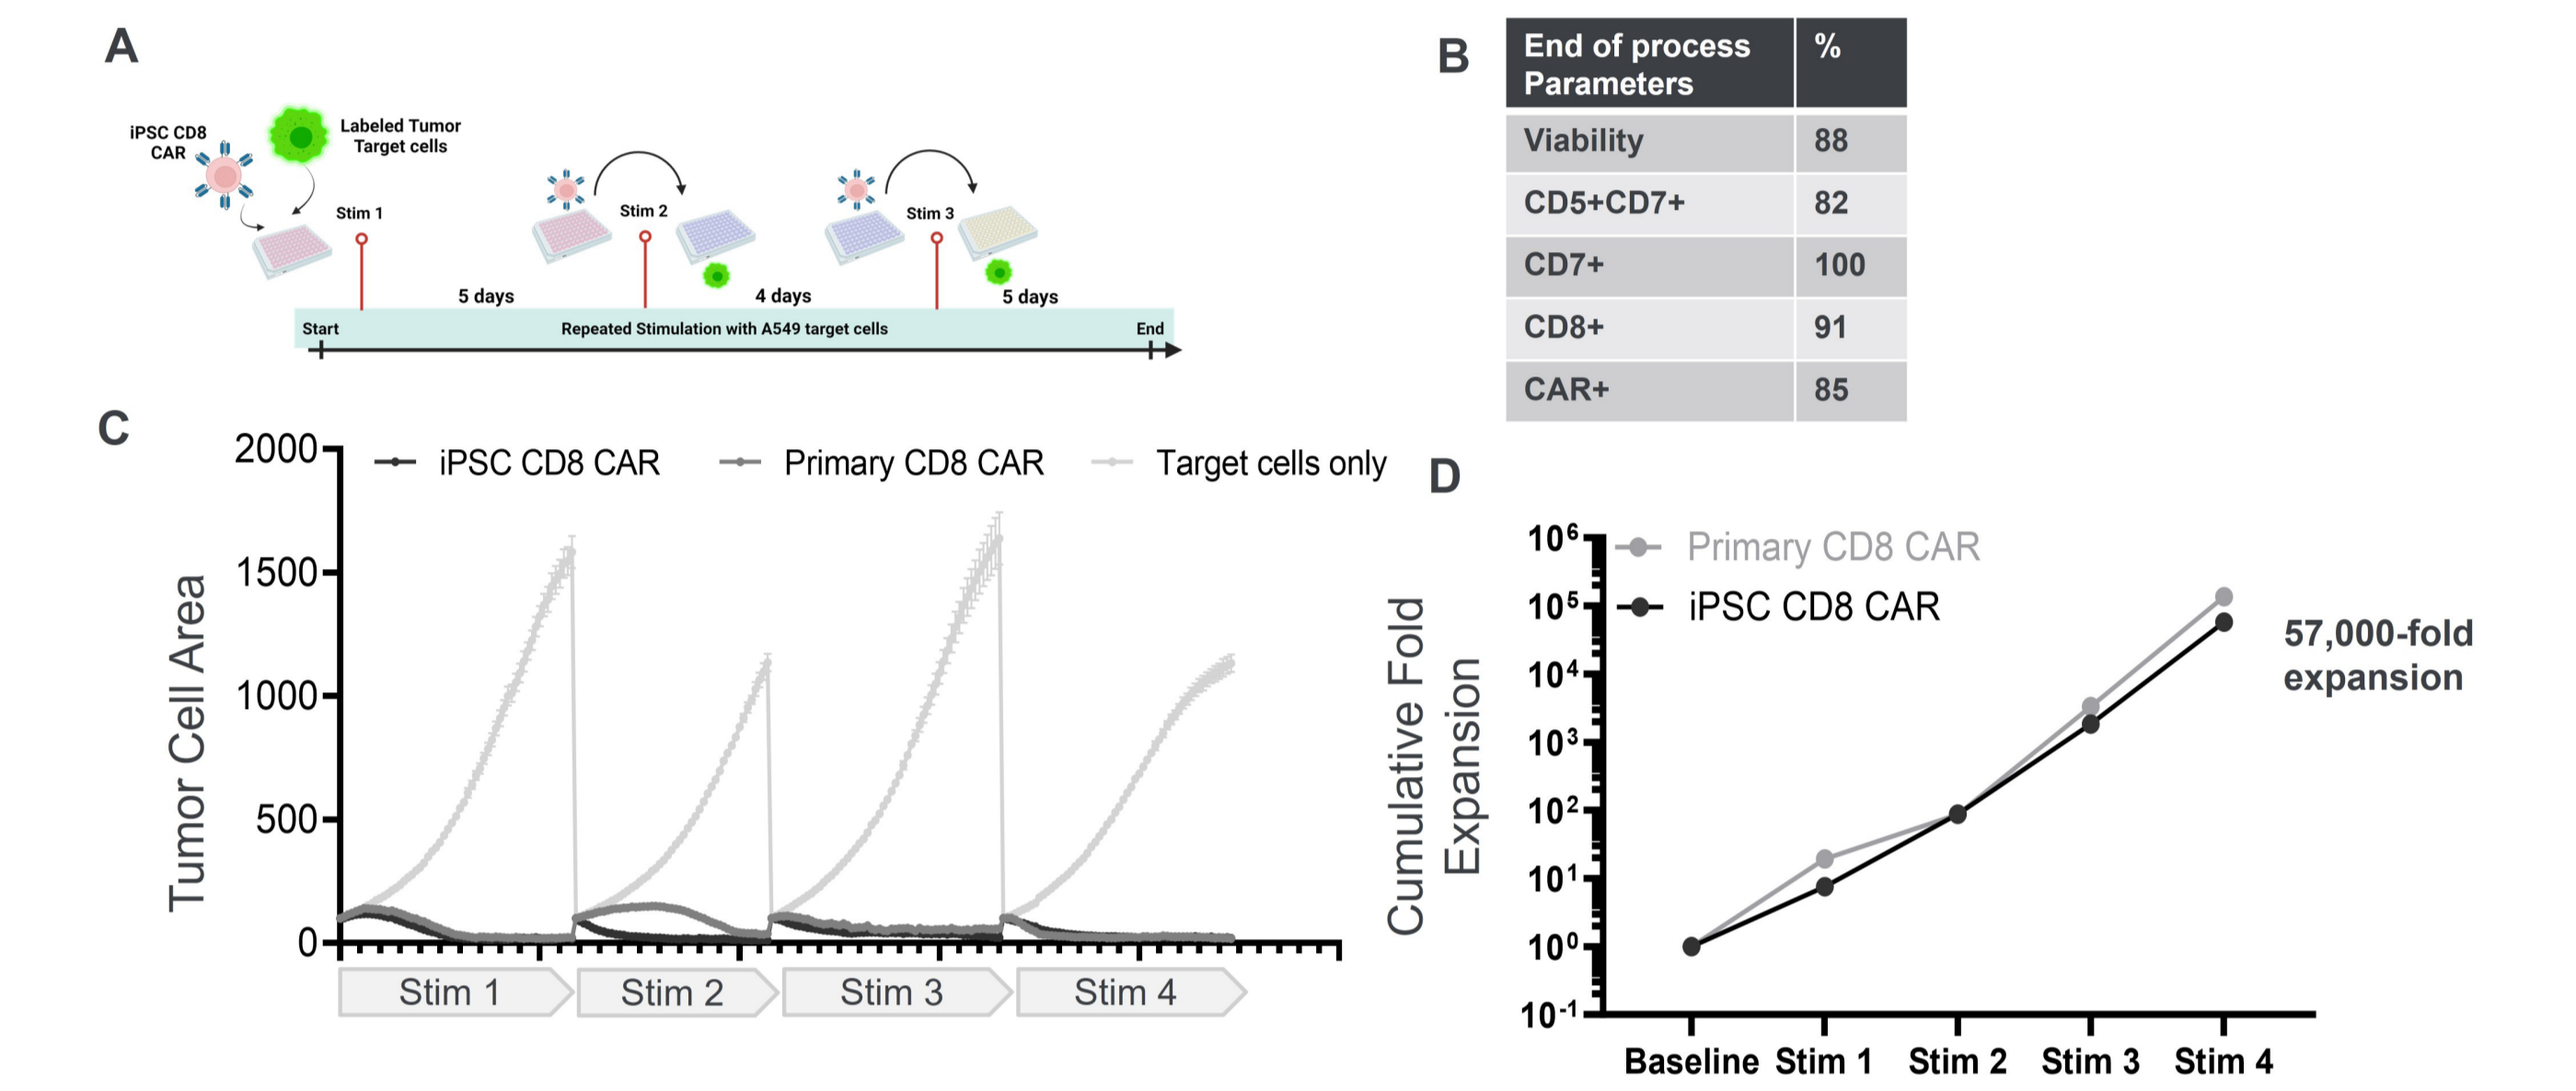 A
iPSC CD8
CAR
Labeled Tumor
Target cells
Stim 1
Stim 2
Stim 3
5 days
4 days
5 days
Start
Repeated Stimulation with A549 target cells
End
B
End of process
Parameters
%
Viability
88
CD5+CD7+
82
CD7+
100
CD8+
91
CAR+
85
C
iPSC CD8 CAR
Primary CD8 CAR
Target cells only
Tumor Cell Area
2000
1500
1000
500
0
Stim 1
Stim 2
Stim 3
Stim 4
D
Primary CD8 CAR
iPSC CD8 CAR
Cumulative Fold
Expansion
10⁶
10⁵
10⁴
10³
10²
10¹
10⁰
10⁻¹
57,000-fold
expansion
Baseline
Stim 1
Stim 2
Stim 3
Stim 4